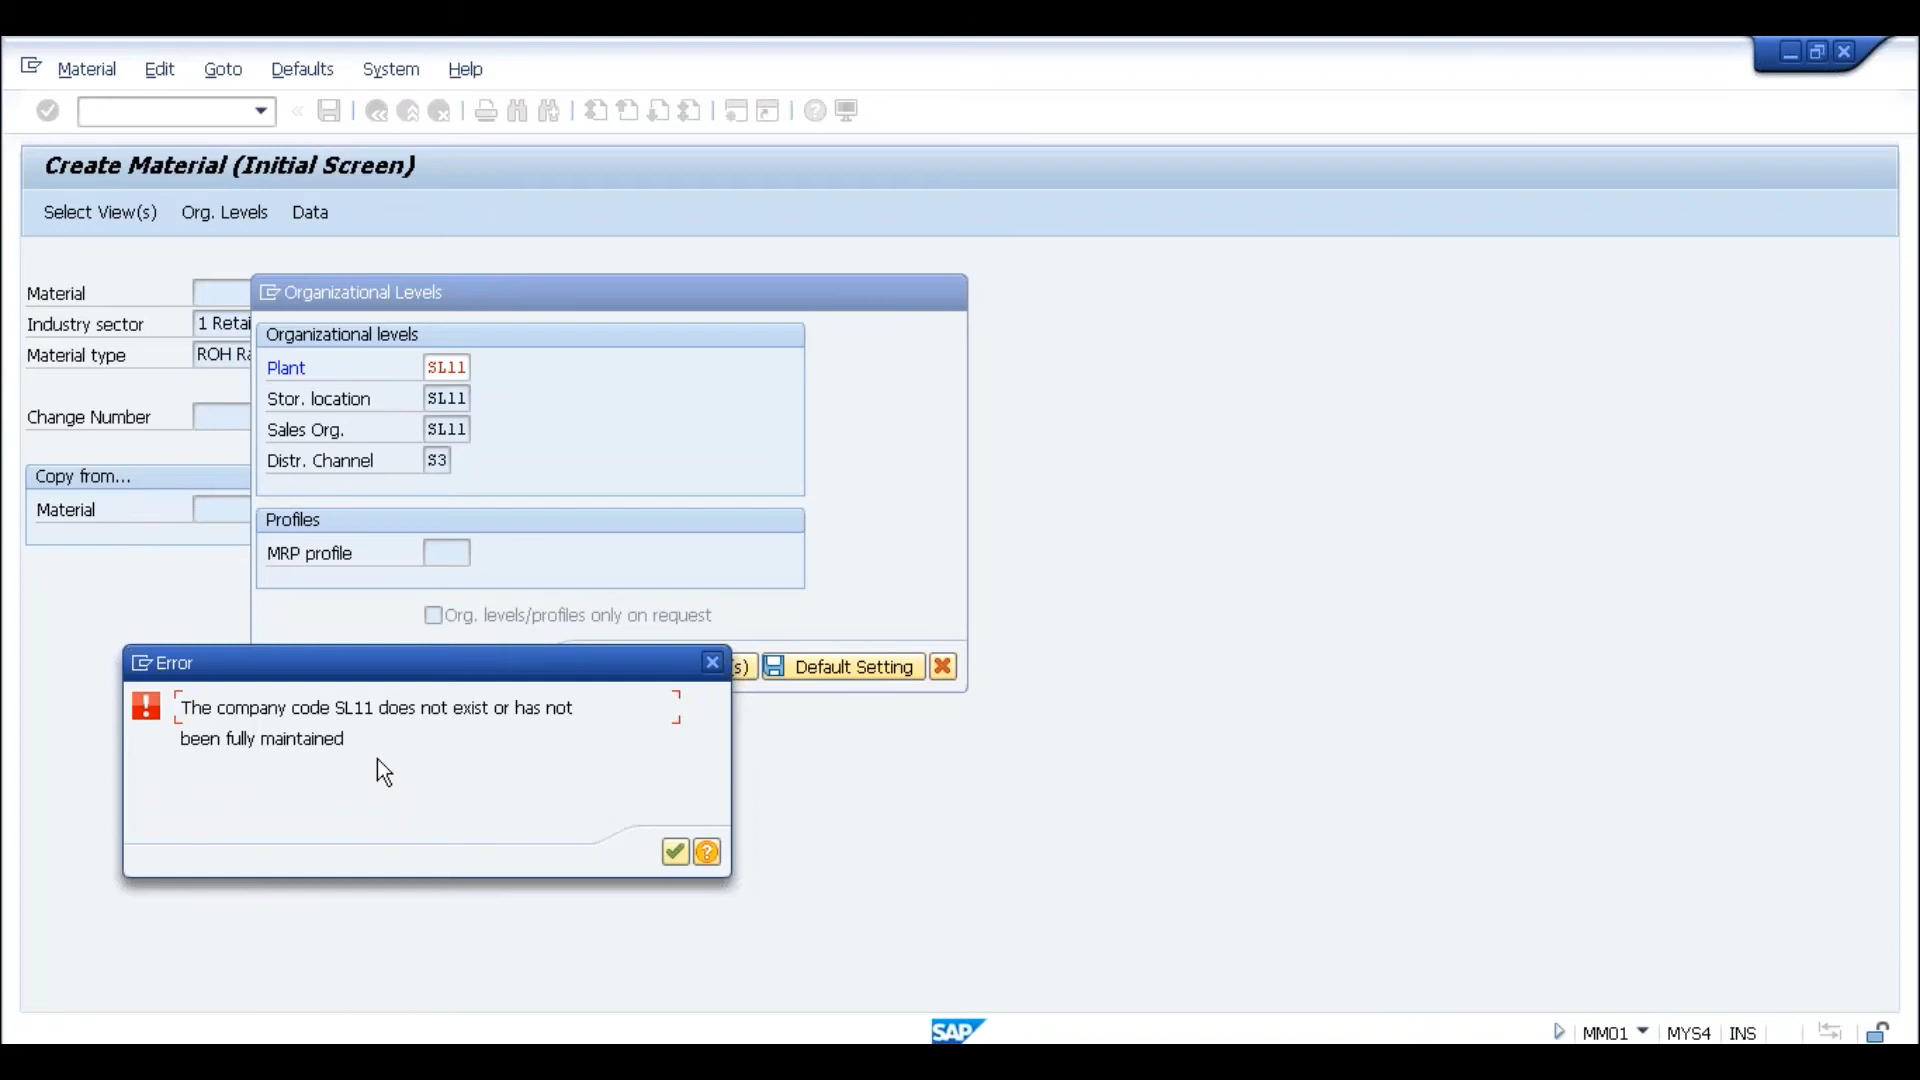 Material Edit Goto Defaults System Help
Create Material (Initial Screen)
Select View(s) Org. Levels Data
Material
Industry sector 1 Retai
Material type ROH Ra
Change Number
Copy from...
Material
Organizational Levels
Organizational levels
Plant SL11
Stor. location SL11
Sales Org. SL11
Distr. Channel S3
Profiles
MRP profile
Org. levels/profiles only on request
(s) Default Setting
Error
The company code SL11 does not exist or has not
been fully maintained
SAP
MM01 MYS4 INS